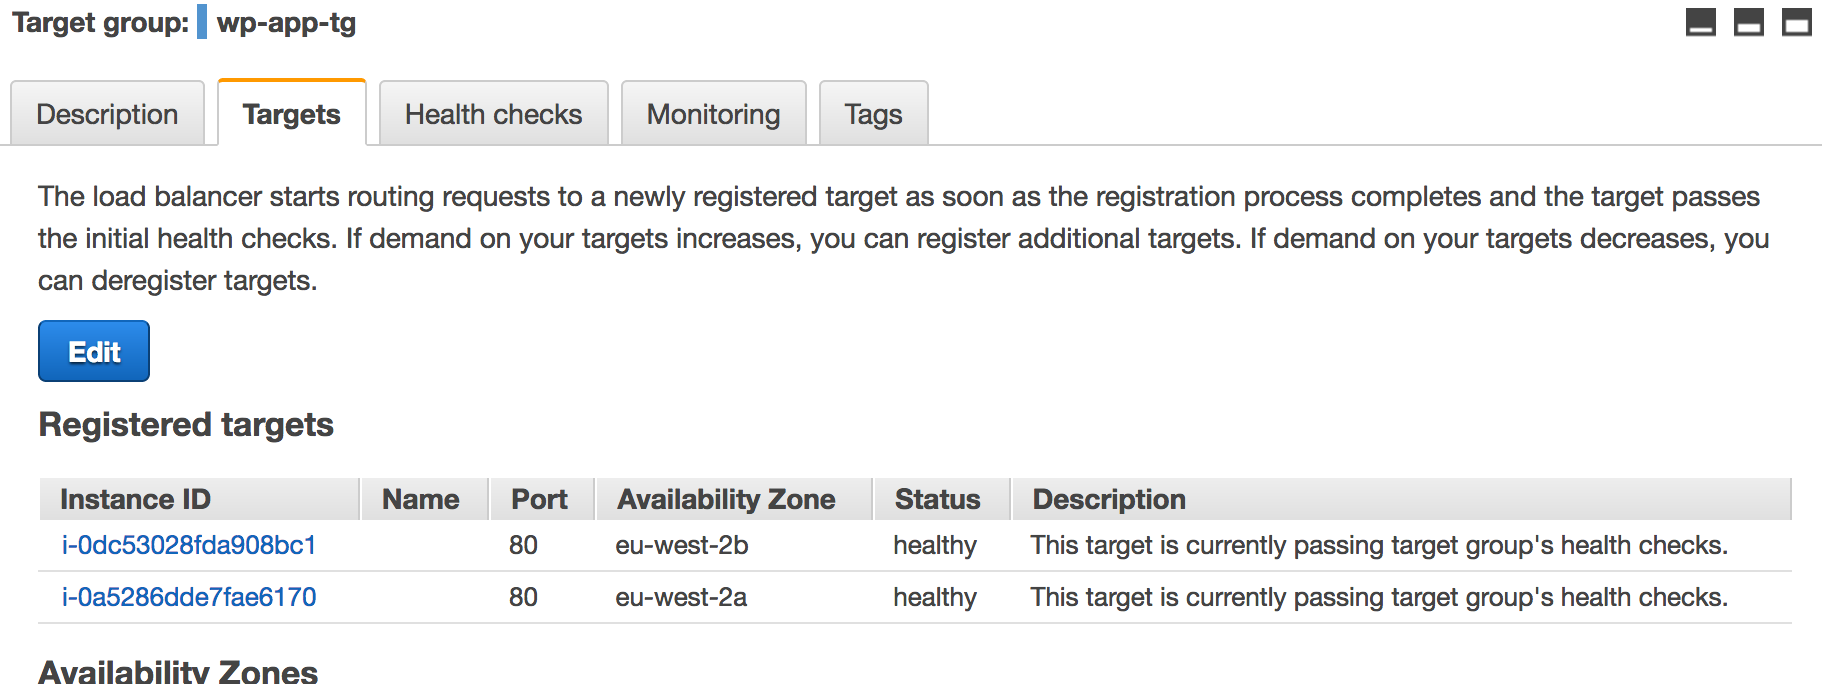 Target group: wp-app-tg
Description Targets Health checks Monitoring Tags
The load balancer starts routing requests to a newly registered target as soon as the registration process completes and the target passes
the initial health checks. If demand on your targets increases, you can register additional targets. If demand on your targets decreases, you
can deregister targets.
Edit
Registered targets
Instance ID Name Port Availability Zone Status Description
i-0dc53028fda908bc1 80 eu-west-2b healthy This target is currently passing target group's health checks.
i-0a5286dde7fae6170 80 eu-west-2a healthy This target is currently passing target group's health checks.
Availability Zones